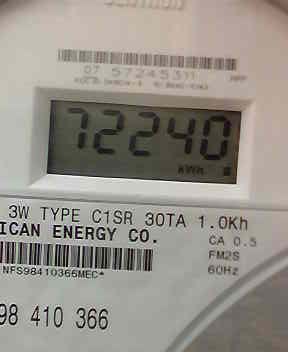 CENTRON
07 57245311
72240
kWh
3W TYPE C1SR 30TA 1.0Kh
ICAN ENERGY CO.
CA 0.5
FM2S
60Hz
NFS98410366MEC*
98 410 366